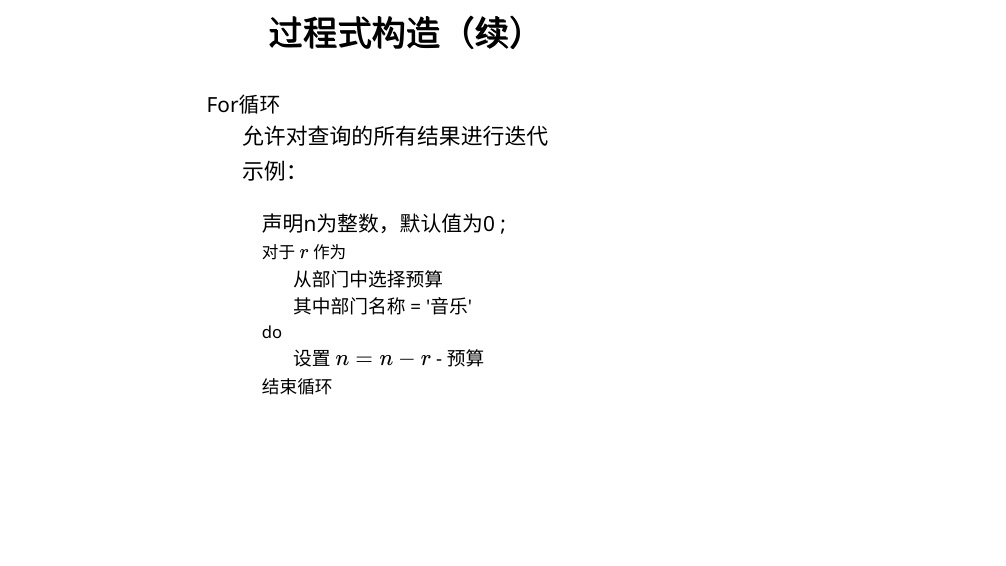 过程式构造（续）
For循环
允许对查询的所有结果进行迭代
示例：
声明n为整数，默认值为0 ;
对于 r 作为
从部门中选择预算
其中部门名称 = '音乐'
do
设置 n = n − r - 预算
结束循环